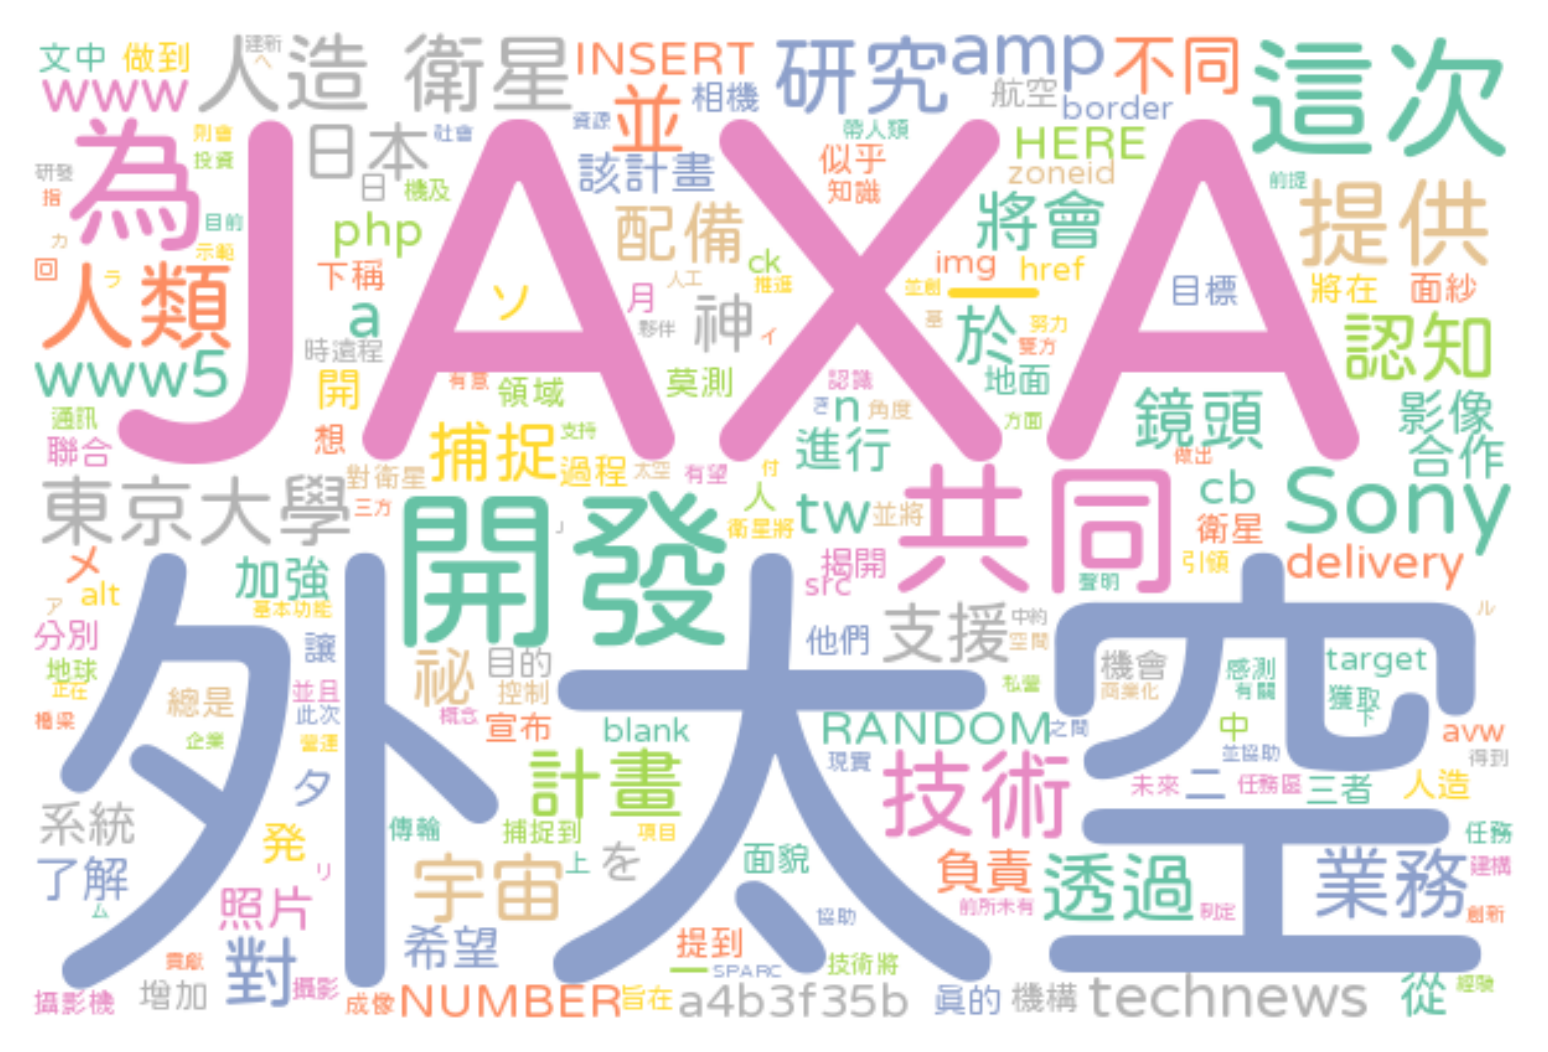 文中 做到 人 建新 へ 造 衛星 INSERT 研究 amp 不同 這次
www 相機 航空 border
資源 並 帶人類 HERE
為 則會 日本 社會 該計畫 似乎 zoneid
研發 投資 日 機及 知識 前提
指 目前 php 配備 將會 提供
カ 示範 JAXA
回 ラ 下稱 ck 人工 img href 目標 將在 面紗
人類 ソ 月 推進 並創 一
a 夥伴 神 イ 基 於 努力 認知
www5 時遠程 雙方
開 有意 領域 莫測 認識 地面 鏡頭 影像
通訊 き n 角度 方面
聯合 想 捕捉 支持 進行 做出 合作
對衛星 過程 太空 有望 付
東京大學 三方 開發 人 tw 並將 共同 cb Sony
」 衛星將 衛星
メ 加強 揭開 引領 delivery
alt src 聲明
ア 基本功能 中約 ル
分別 讓 祕 目的 他們 支援 空間 機會 感測 target
地球 控制 私營 商業化 有關 獲取
正在 總是 並且 外太空 下
橋梁 此次 概念 宣布 blank RANDOM 之間 中 avw
企業 營運 現實 並協助 得到
タ 計畫 技術 未來 二 任務區 三者 人造
系統 発 傳輸 捕捉到 項目 任務
了解 リ 宇宙 上 を 面貌 負責 透過 業務 建構
ム 照片 協助 前所未有 制定 創新
貢獻 對 希望 提到
攝影 一 SPARC 技術將 從 經驗
攝影機 增加 成像 NUMBER 旨在 a4b3f35b 真的 機構 technews